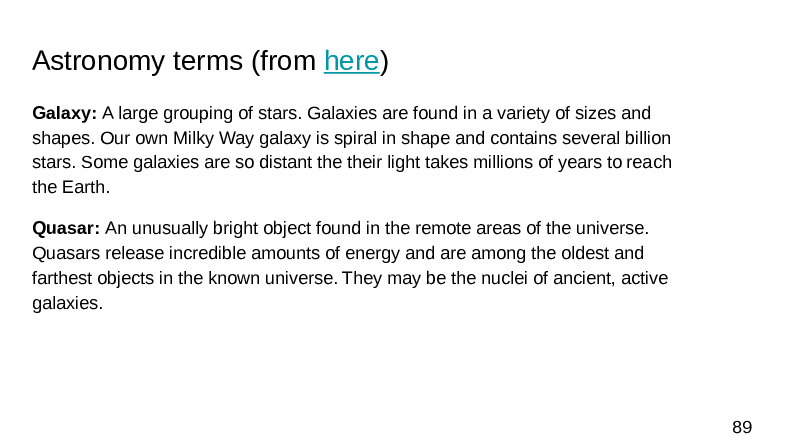 Astronomy terms (from here)
Galaxy: A large grouping of stars. Galaxies are found in a variety of sizes and
shapes. Our own Milky Way galaxy is spiral in shape and contains several billion
stars. Some galaxies are so distant the their light takes millions of years to reach
the Earth.
Quasar: An unusually bright object found in the remote areas of the universe.
Quasars release incredible amounts of energy and are among the oldest and
farthest objects in the known universe. They may be the nuclei of ancient, active
galaxies.
89